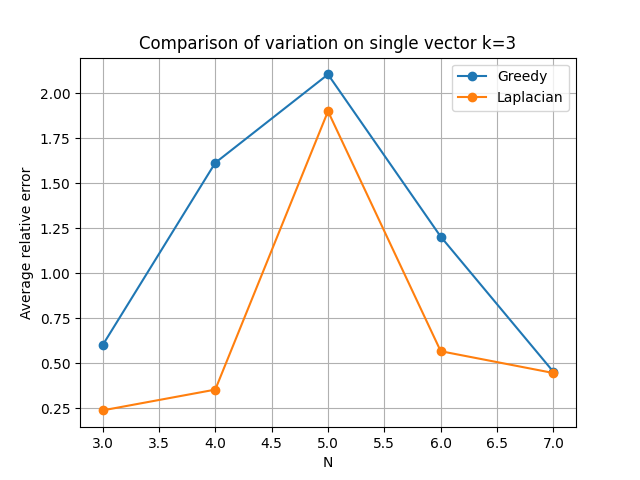 Comparison of variation on single vector k=3
Greedy
Laplacian
2.00
1.75
1.50
1.25
1.00
0.75
0.50
0.25
Average relative error
3.0 3.5 4.0 4.5 5.0 5.5 6.0 6.5 7.0
N